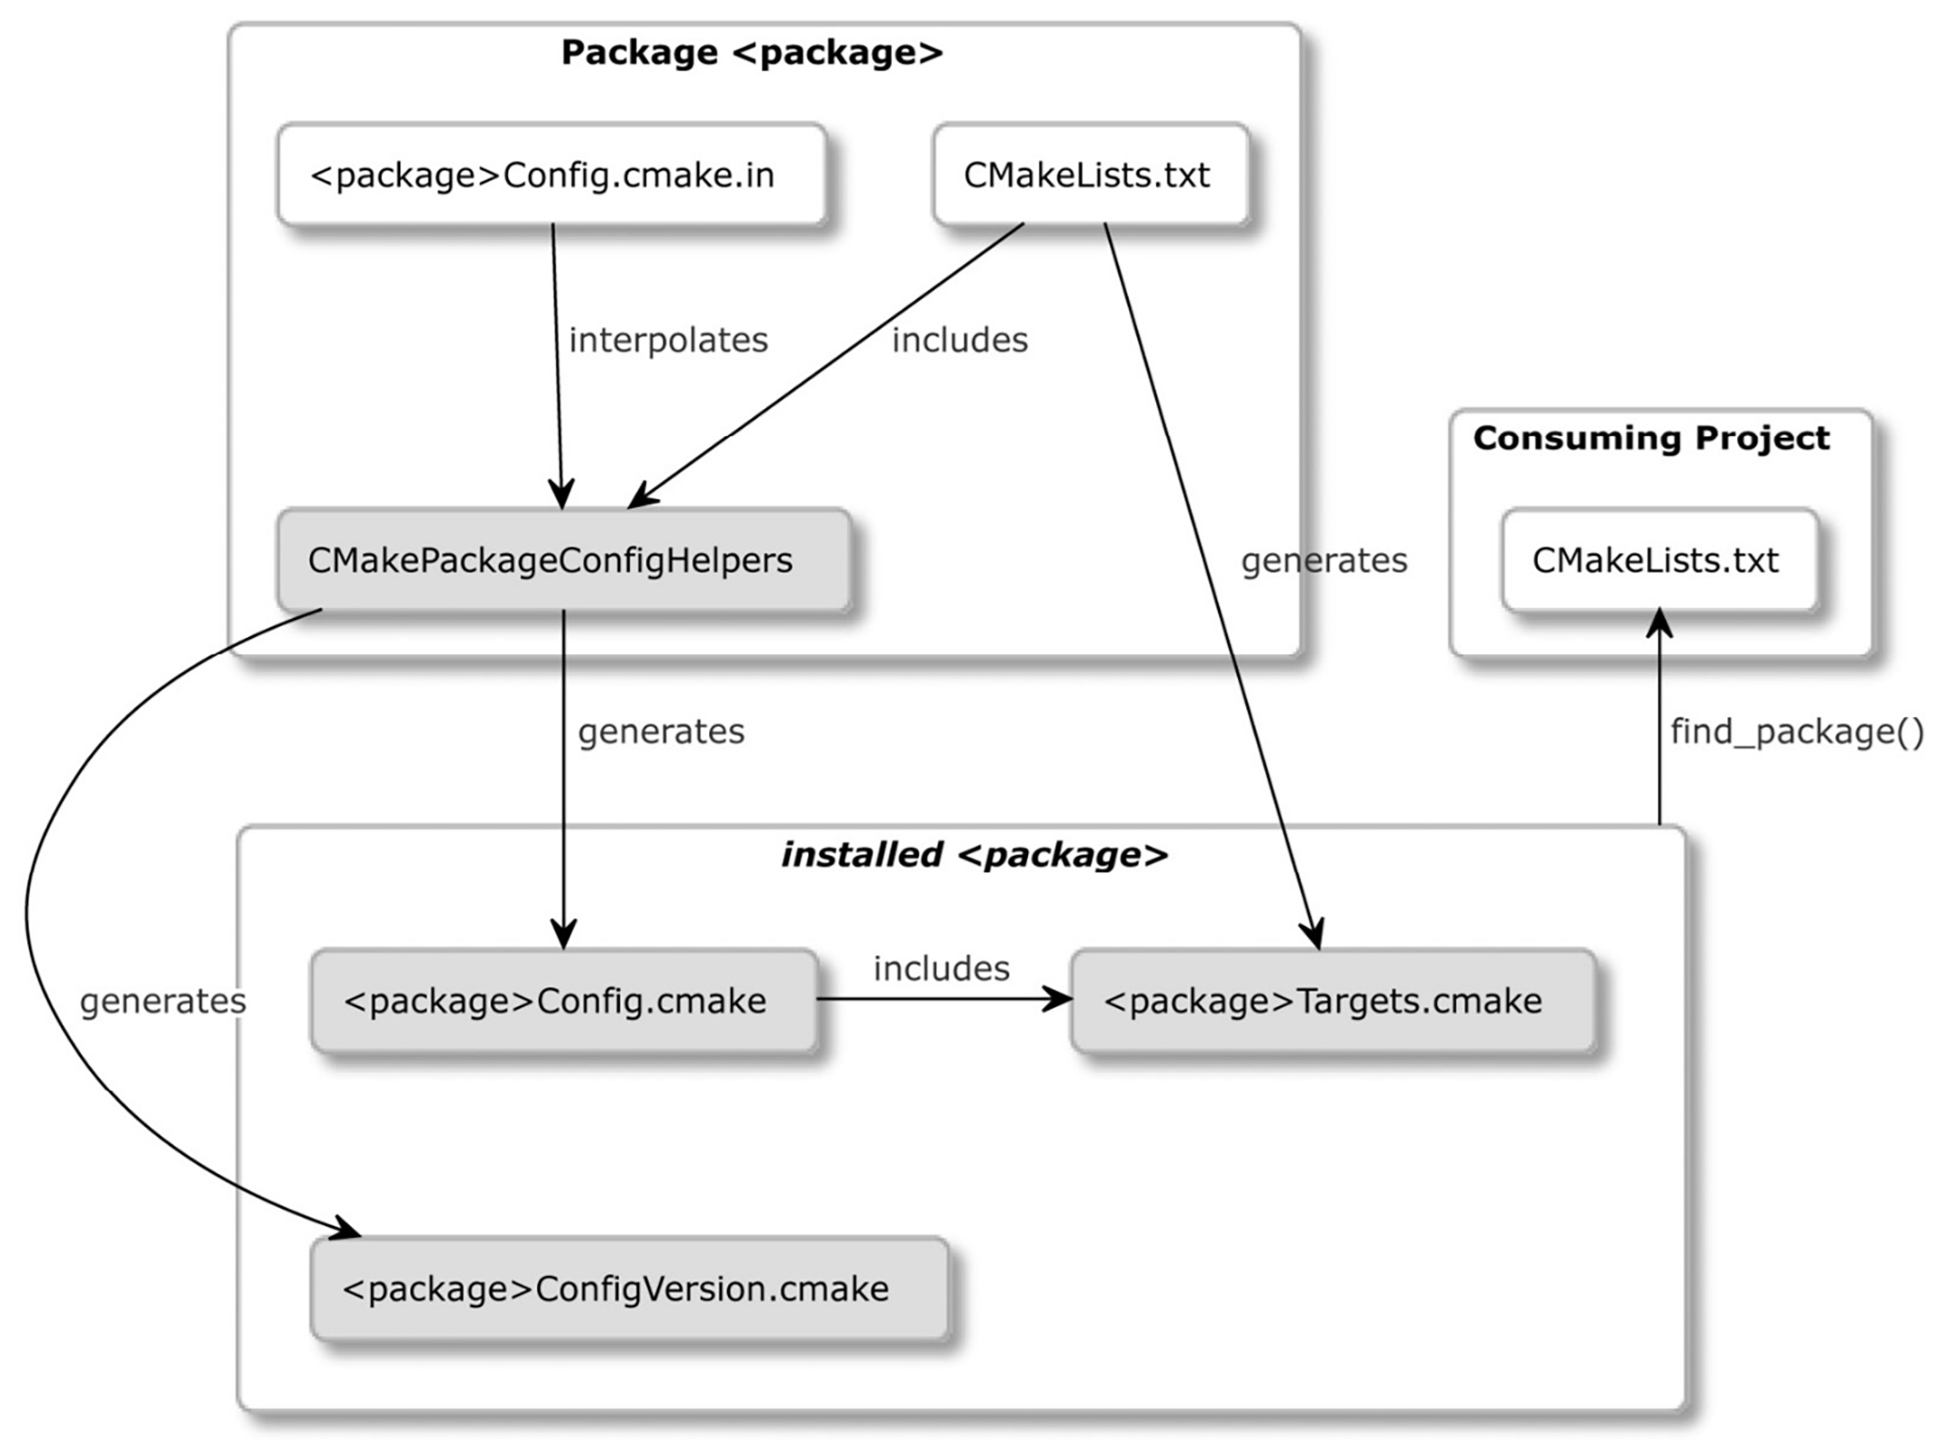 Package <package>
<package>Config.cmake.in
CMakeLists.txt
interpolates
includes
Consuming Project
CMakePackageConfigHelpers
generates
CMakeLists.txt
generates
find_package()
installed <package>
includes
generates
<package>Config.cmake
<package>Targets.cmake
<package>ConfigVersion.cmake